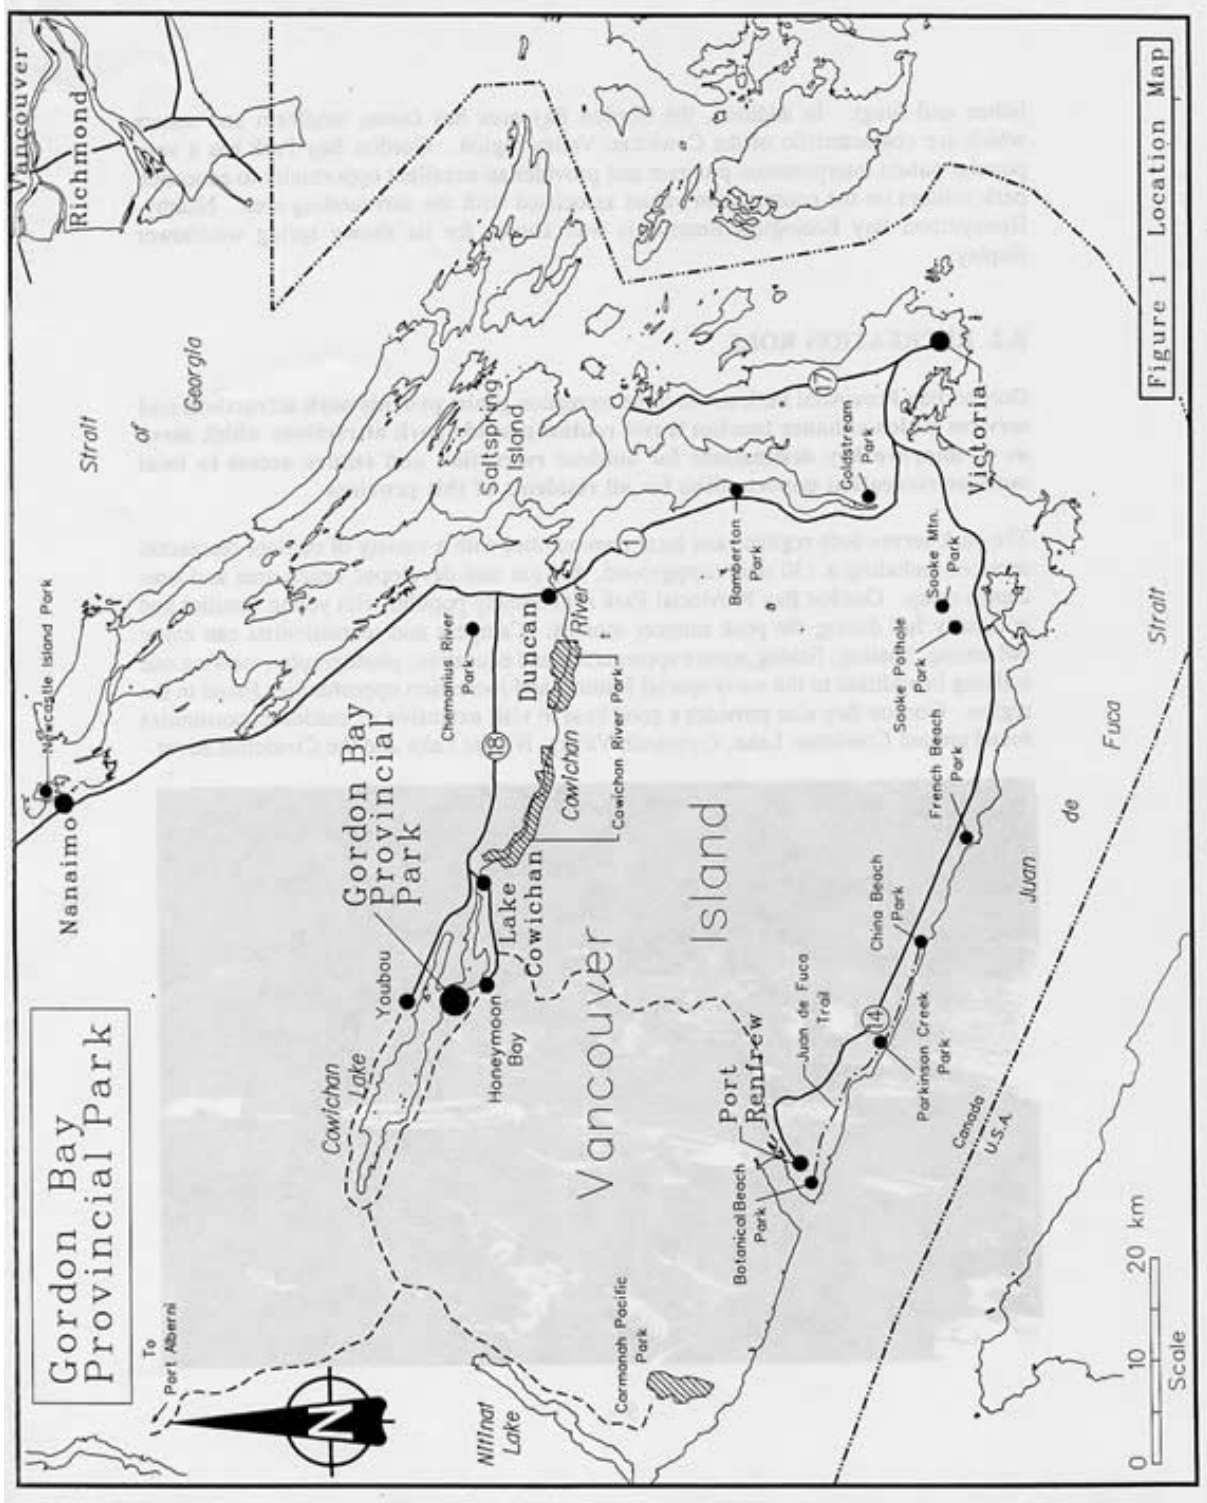 Gordon Bay
Provincial Park
To
Port Alberni
N
Nitinat
Lake
Carmanah Pacific
Park
Cowichan
Lake
Youbou
Honeymoon
Bay
Gordon Bay
Provincial
Park
Lake
Cowichan
18
Nanaimo
Newcastle Island Park
Strait
of
Georgia
Vancouver
Richmond
Chemainus River
Park
Duncan
Cowichan
River
Cowichan River Park
Saltspring
Island
Vancouver
Island
Port
Renfrew
Botanical Beach
Park
Juan de Fuca
Trail
14
Parkinson Creek
Park
China Beach
Park
French Beach
Park
Sooke Pothole
Park
Sooke Mtn.
Park
Bamberton
Park
Goldstream
Park
17
Victoria
Canada
U.S.A.
Juan
de
Fuca
Strait
0 10 20 km
Scale
Figure 1 Location Map